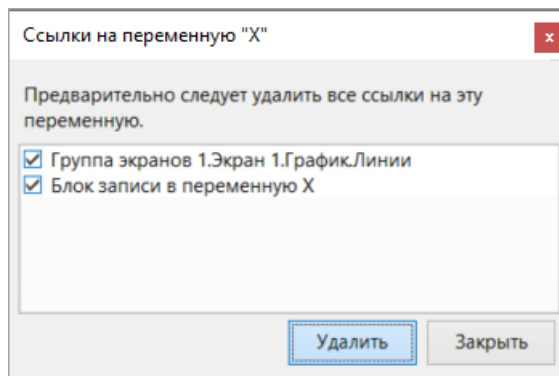 Ссылки на переменную "X"
x
Предварительно следует удалить все ссылки на эту
переменную.
Группа экранов 1.Экран 1.График.Линии
Блок записи в переменную X
Удалить
Закрыть